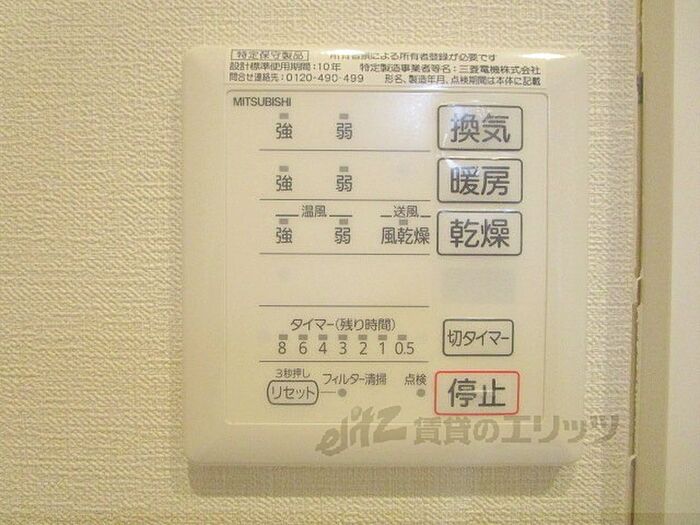 特定保守製品 所有者票による所有者登録が必要です
設計標準使用期間:10年 特定製造事業者等名:三菱電機株式会社
問合せ連絡先:0120-490-499 形名、製造年月、点検期間は本体に記載
MITSUBISHI
強 弱 換気
強 弱 暖房
温風 送風
強 弱 風乾燥 乾燥
タイマー(残り時間)
8 6 4 3 2 1 0.5 切タイマー
3秒押し
リセット フィルター清掃 点検 停止
elitz 賃貸のエリッツ